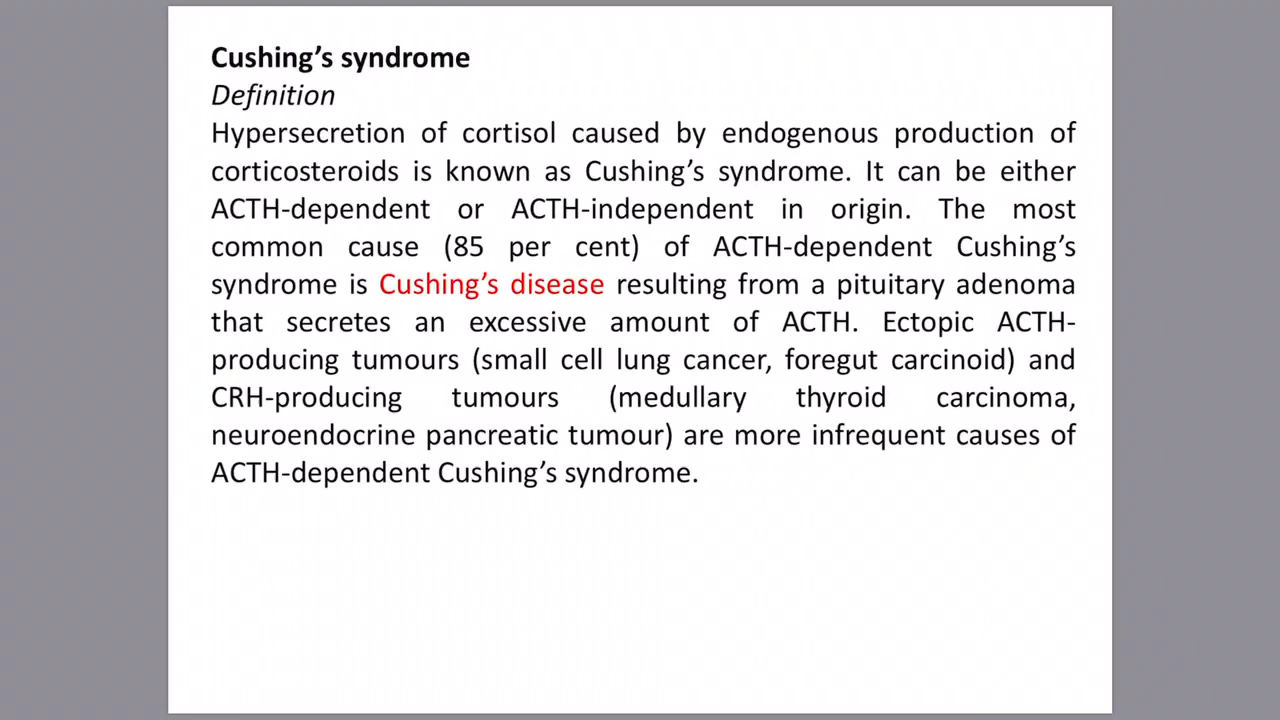 Cushing’s syndrome
Definition
Hypersecretion of cortisol caused by endogenous production of
corticosteroids is known as Cushing’s syndrome. It can be either
ACTH-dependent or ACTH-independent in origin. The most
common cause (85 per cent) of ACTH-dependent Cushing’s
syndrome is Cushing’s disease resulting from a pituitary adenoma
that secretes an excessive amount of ACTH. Ectopic ACTH-
producing tumours (small cell lung cancer, foregut carcinoid) and
CRH-producing tumours (medullary thyroid carcinoma,
neuroendocrine pancreatic tumour) are more infrequent causes of
ACTH-dependent Cushing’s syndrome.